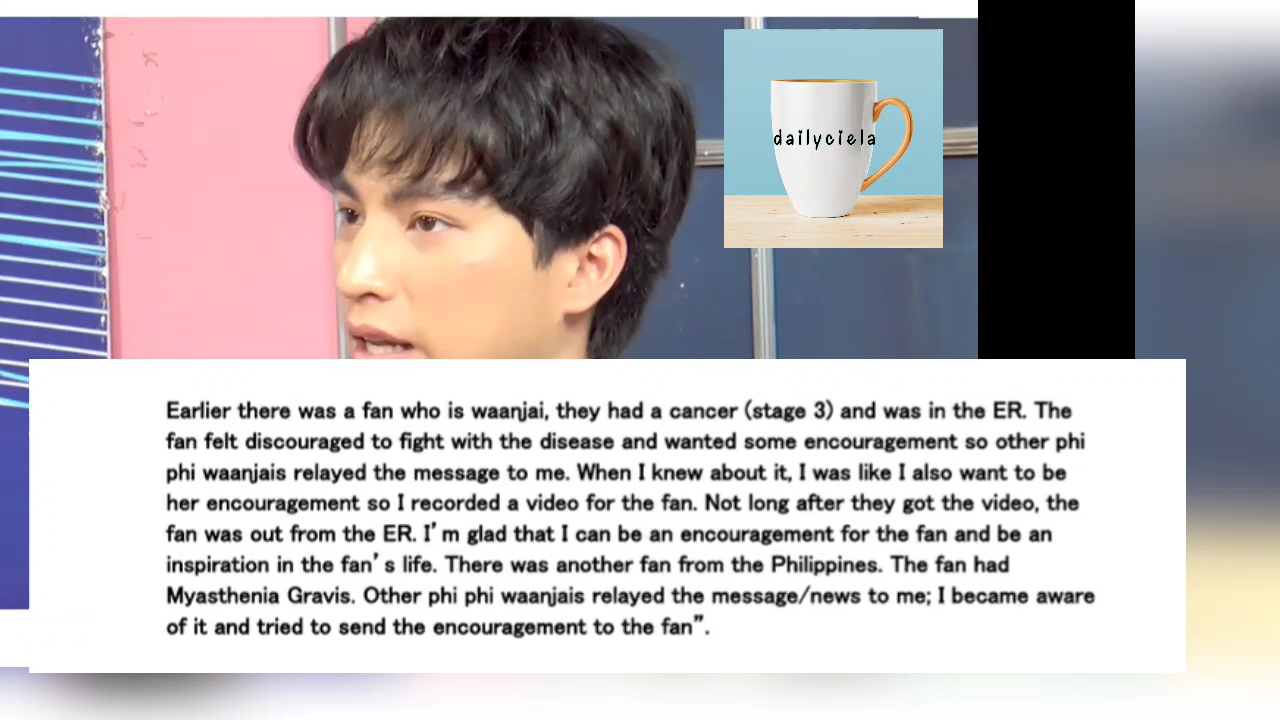 dailyciela
Earlier there was a fan who is waanjai, they had a cancer (stage 3) and was in the ER. The
fan felt discouraged to fight with the disease and wanted some encouragement so other phi
phi waanjais relayed the message to me. When I knew about it, I was like I also want to be
her encouragement so I recorded a video for the fan. Not long after they got the video, the
fan was out from the ER. I'm glad that I can be an encouragement for the fan and be an
inspiration in the fan's life. There was another fan from the Philippines. The fan had
Myasthenia Gravis. Other phi phi waanjais relayed the message/news to me; I became aware
of it and tried to send the encouragement to the fan”.